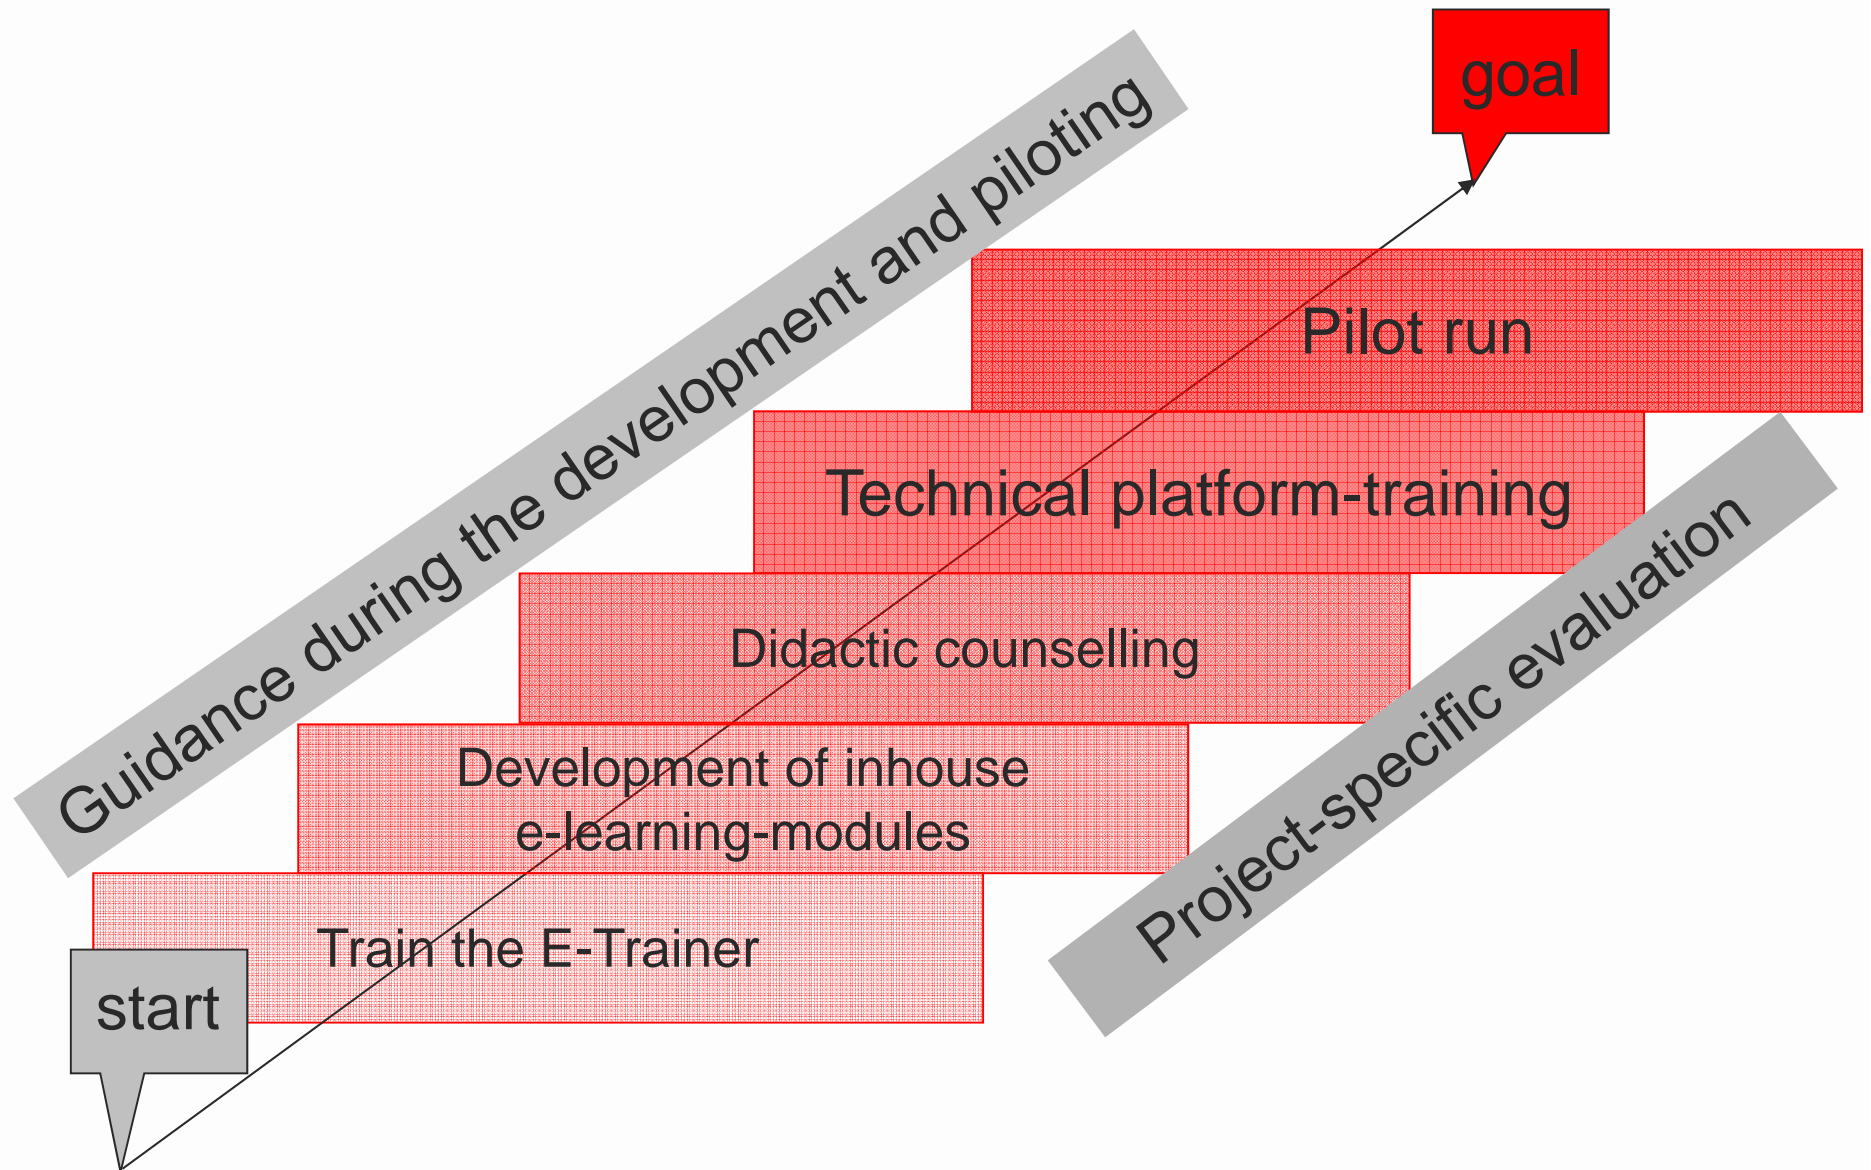 goal
Guidance during the development and piloting
Pilot run
Technical platform-training
Didactic counselling
Project-specific evaluation
Development of inhouse
e-learning-modules
Train the E-Trainer
start